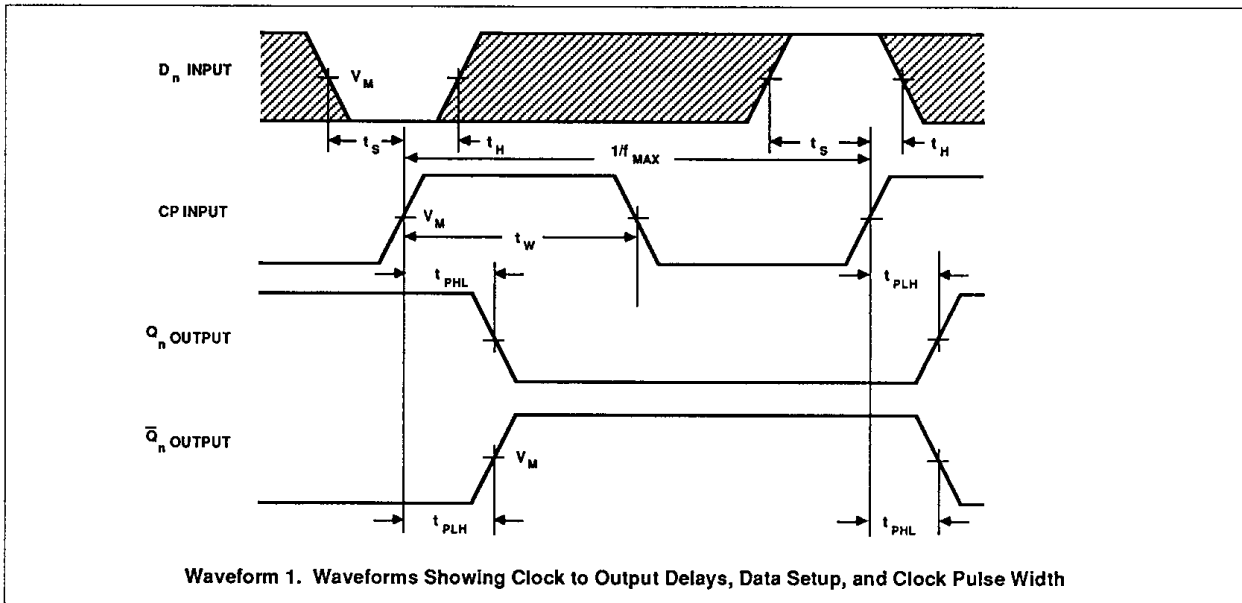 Dn INPUT
VM
tS
tH
tS
tH
1/fMAX
CP INPUT
VM
tW
tPHL
tPLH
Qn OUTPUT
Q̅n OUTPUT
VM
tPLH
tPHL
Waveform 1. Waveforms Showing Clock to Output Delays, Data Setup, and Clock Pulse Width